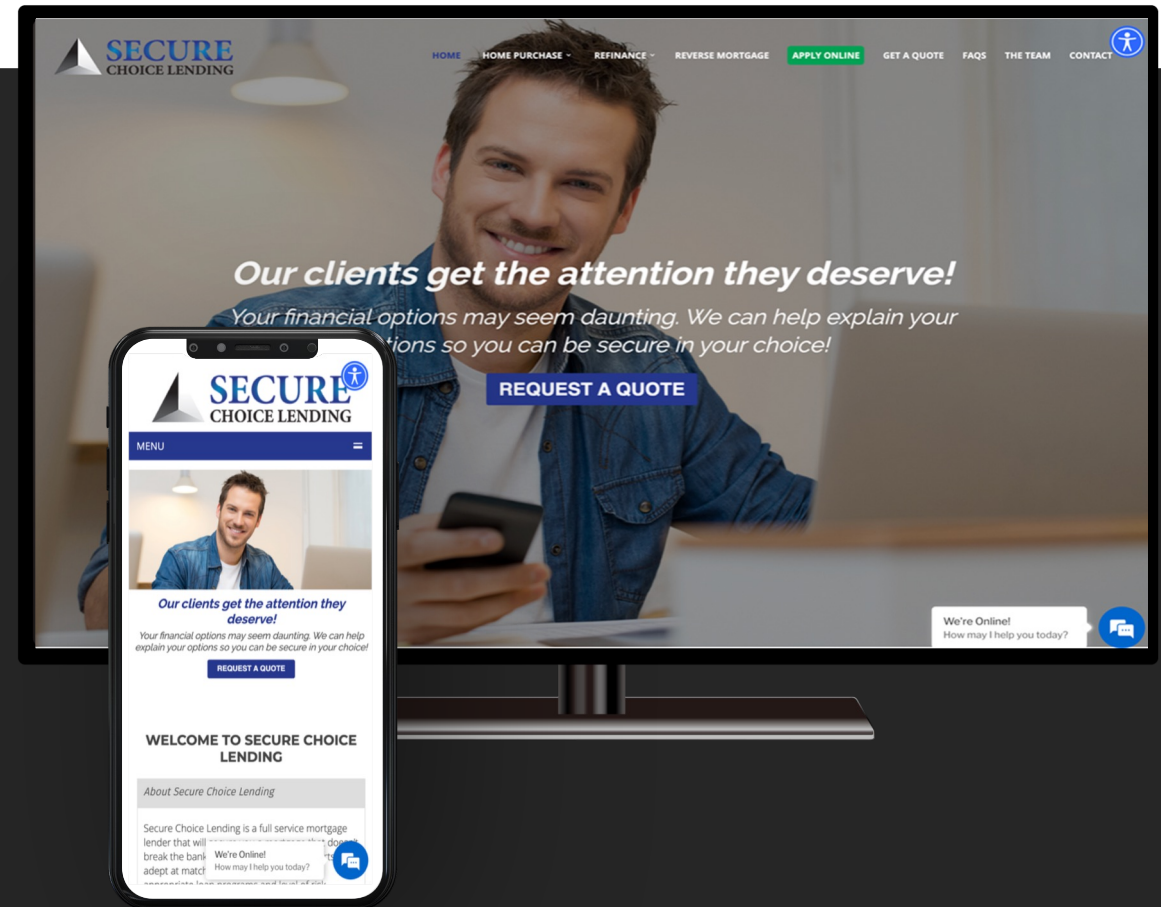 SECURE
CHOICE LENDING
HOME HOME PURCHASE REFINANCE REVERSE MORTGAGE APPLY ONLINE GET A QUOTE FAQS THE TEAM CONTACT
Our clients get the attention they deserve!
Your financial options may seem daunting. We can help explain your
tions so you can be secure in your choice!
REQUEST A QUOTE
We're Online!
How may I help you today?
SECURE
CHOICE LENDING
MENU
Our clients get the attention they
deserve!
Your financial options may seem daunting. We can help
explain your options so you can be secure in your choice!
REQUEST A QUOTE
WELCOME TO SECURE CHOICE
LENDING
About Secure Choice Lending
Secure Choice Lending is a full service mortgage
lender that will
break the bank
adept at match
We're Online!
How may I help you today?